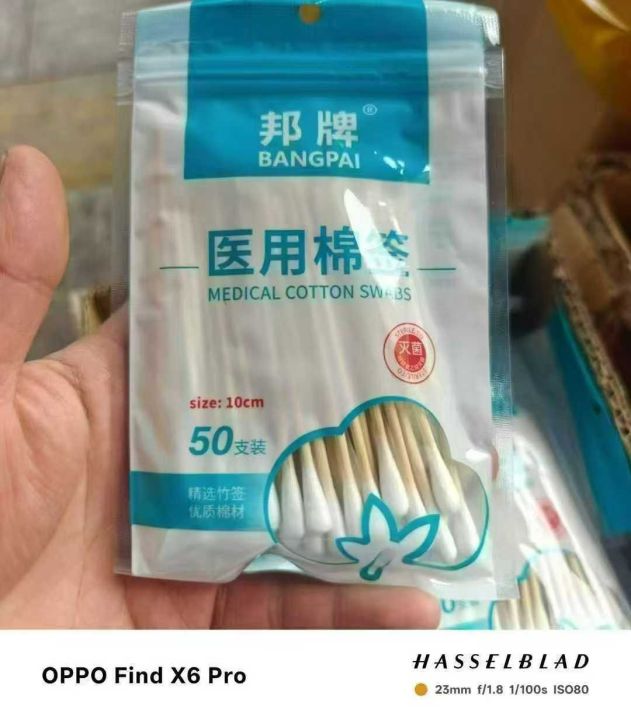 邦牌®
BANGPAI
医用棉签
MEDICAL COTTON SWABS
灭菌
size: 10cm
50支装
精选竹签
优质棉材
OPPO Find X6 Pro
HASSELBLAD
23mm f/1.8 1/100s ISO80